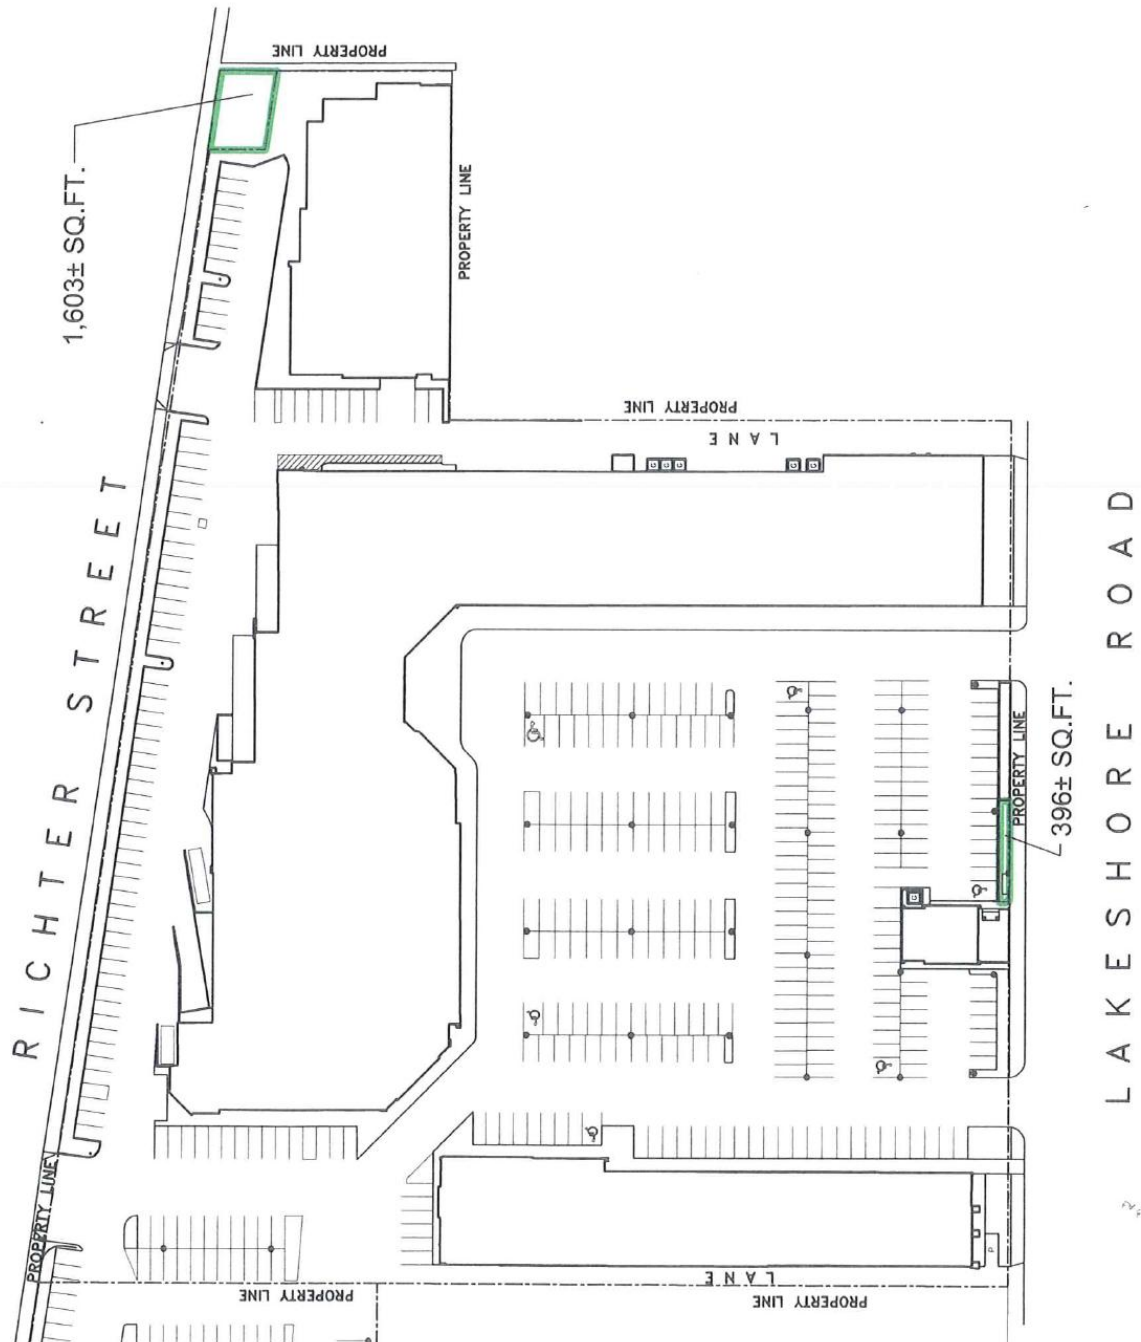 PROPERTY LINE
1,603± SQ.FT.
PROPERTY LINE
PROPERTY LINE
LANE
RICHTER STREET
G G G
G G
PROPERTY LINE
396± SQ.FT.
LAKESHORE ROAD
G
PROPERTY LINE
P
LANE
PROPERTY LINE
PROPERTY LINE